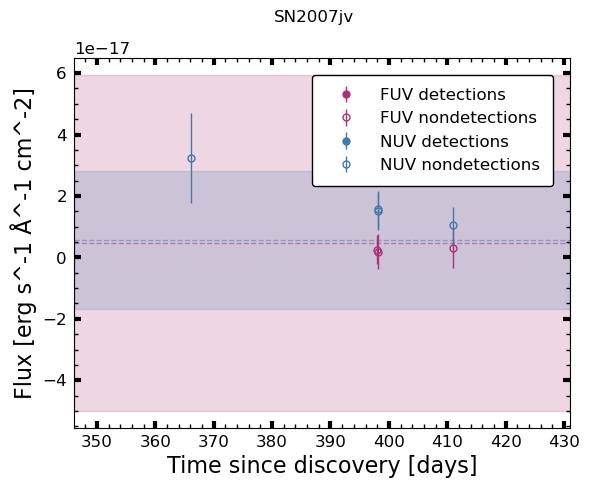 SN2007jv
1e−17
6
4
2
0
−2
−4
Flux [erg s^-1 Å^-1 cm^-2]
FUV detections
FUV nondetections
NUV detections
NUV nondetections
350 360 370 380 390 400 410 420 430
Time since discovery [days]